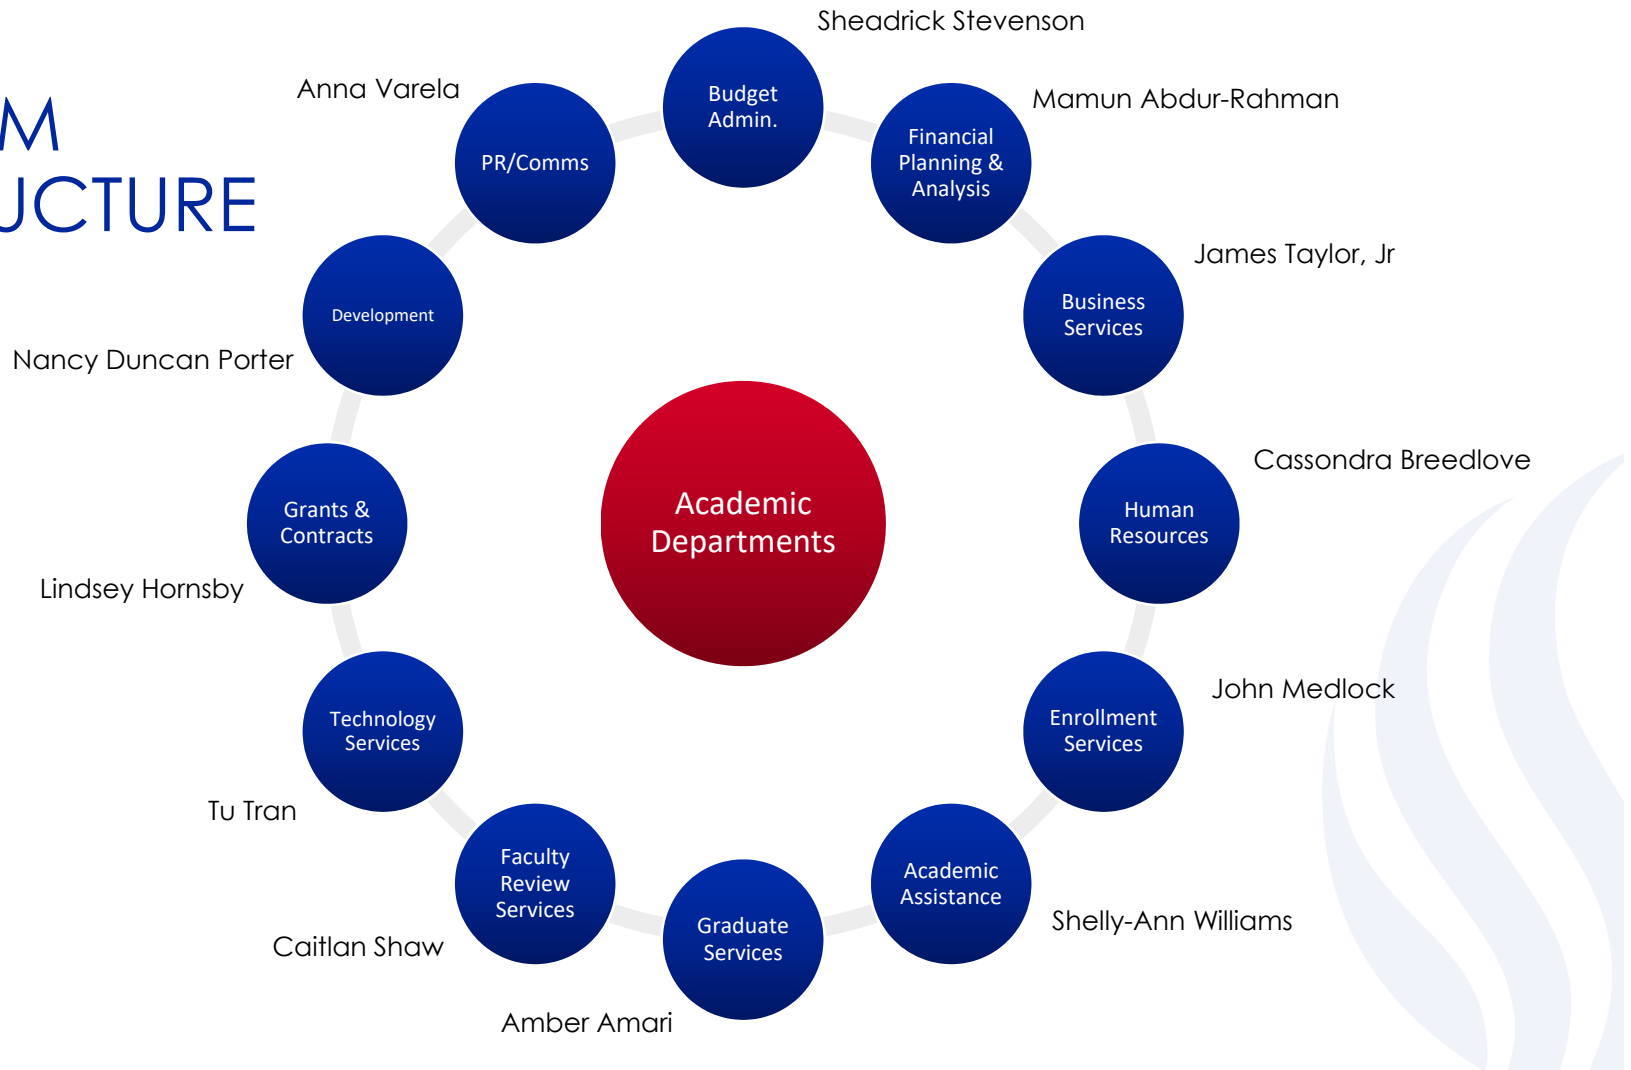 Sheadrick Stevenson
Anna Varela
Budget
Admin.
Mamun Abdur-Rahman
Financial
Planning &
Analysis
PR/Comms
UCTURE
James Taylor, Jr
Business
Services
Development
Nancy Duncan Porter
Cassondra Breedlove
Grants &
Contracts
Academic
Departments
Human
Resources
Lindsey Hornsby
John Medlock
Technology
Services
Enrollment
Services
Tu Tran
Faculty
Review
Services
Academic
Assistance
Graduate
Services
Shelly-Ann Williams
Caitlan Shaw
Amber Amari